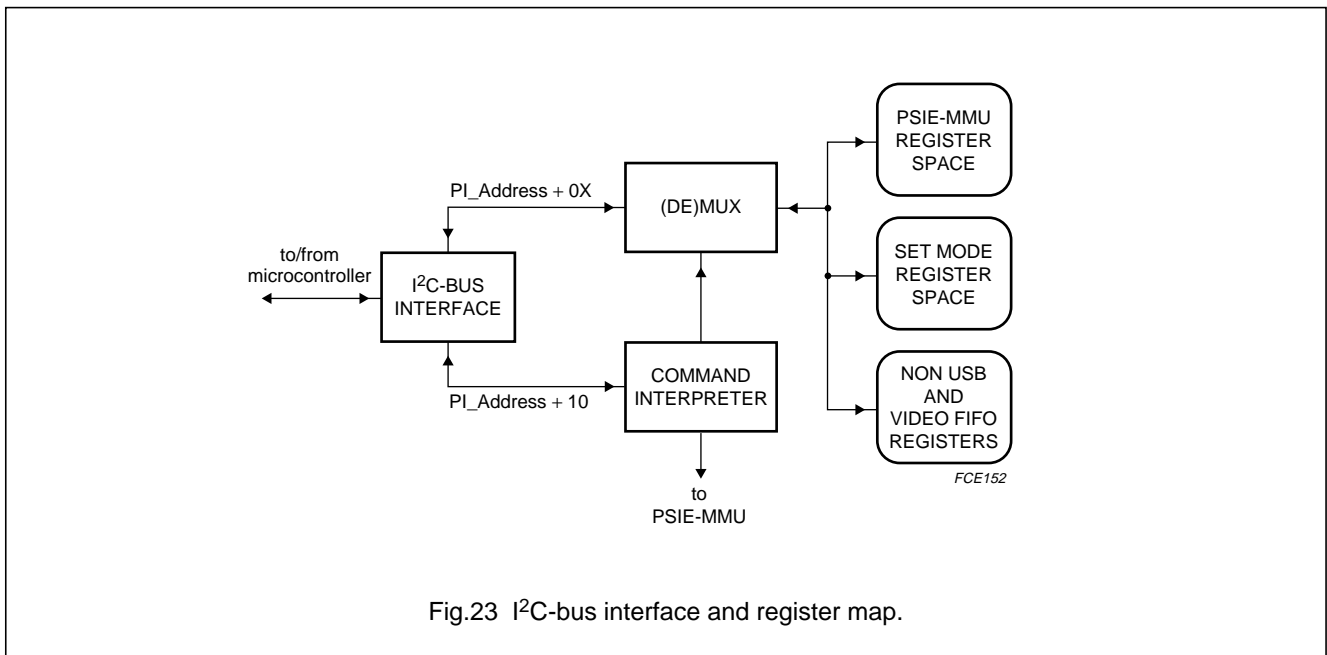 PSIE-MMU
REGISTER
SPACE
PI_Address + 0X
(DE)MUX
to/from
microcontroller
I²C-BUS
INTERFACE
SET MODE
REGISTER
SPACE
PI_Address + 10
COMMAND
INTERPRETER
NON USB
AND
VIDEO FIFO
REGISTERS
FCE152
to
PSIE-MMU
Fig.23 I²C-bus interface and register map.